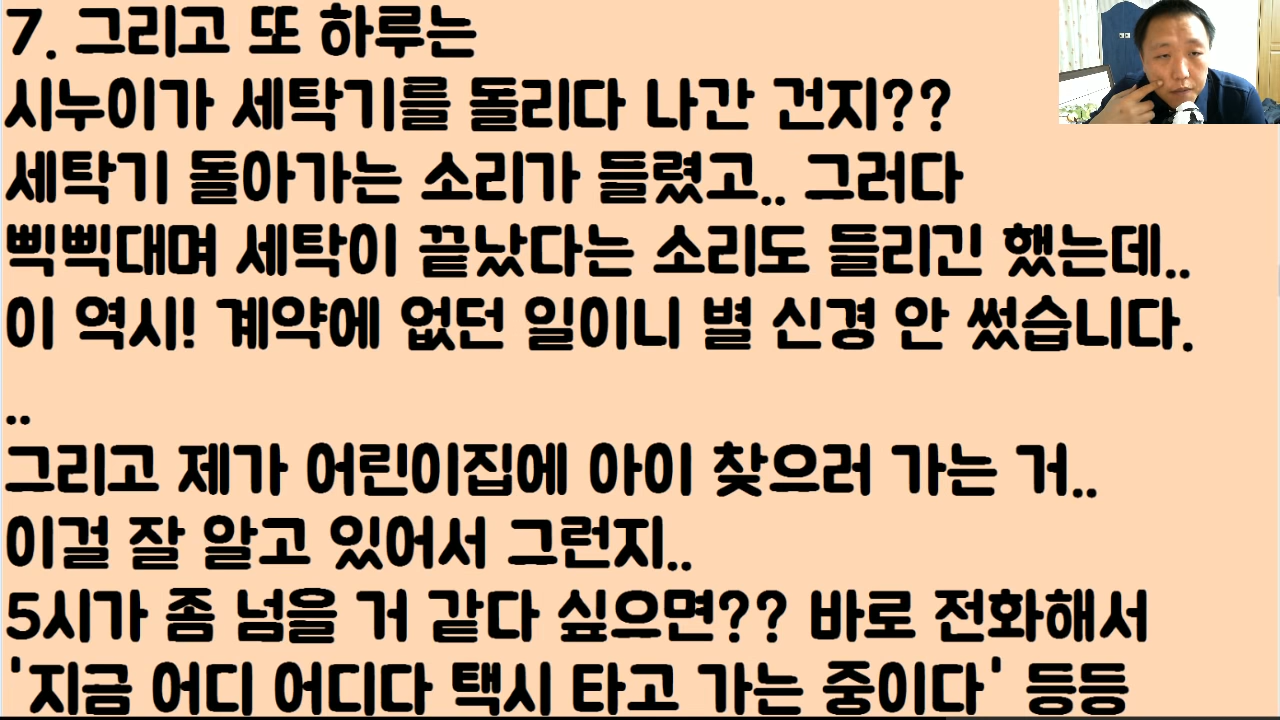 7. 그리고 또 하루는
시누이가 세탁기를 돌리다 나간 건지??
세탁기 돌아가는 소리가 들렸고.. 그러다
삑삑대며 세탁이 끝났다는 소리도 들리긴 했는데..
이 역시! 계약에 없던 일이니 별 신경 안 썼습니다.
..
그리고 제가 어린이집에 아이 찾으러 가는 거..
이걸 잘 알고 있어서 그런지..
5시가 좀 넘을 거 같다 싶으면?? 바로 전화해서
'지금 어디 어디다 택시 타고 가는 중이다' 등등